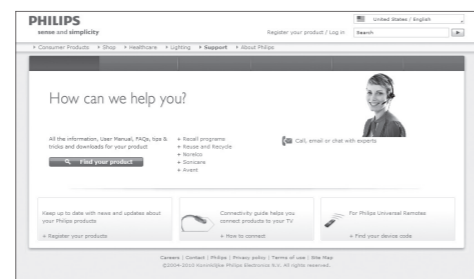 PHILIPS
sense and simplicity
United States / English
Register your product / Log in
Search
Consumer Products
Shop
Healthcare
Lighting
Support
About Philips
How can we help you?
All the information, User Manual, FAQs, tips &
tricks and downloads for your product
Find your product
+ Recall programs
+ Reuse and Recycle
+ Norelco
+ Sonicare
+ Avent
Call, email or chat with experts
Keep up to date with news and updates about
your Philips products
+ Register your products
Connectivity guide helps you
connect products to your TV
+ How to connect
For Philips Universal Remotes
+ Find your device code
Careers | Contact | Philips | Privacy policy | Terms of use | Site Map
©2004-2010 Koninklijke Philips Electronics N.V. All rights reserved.